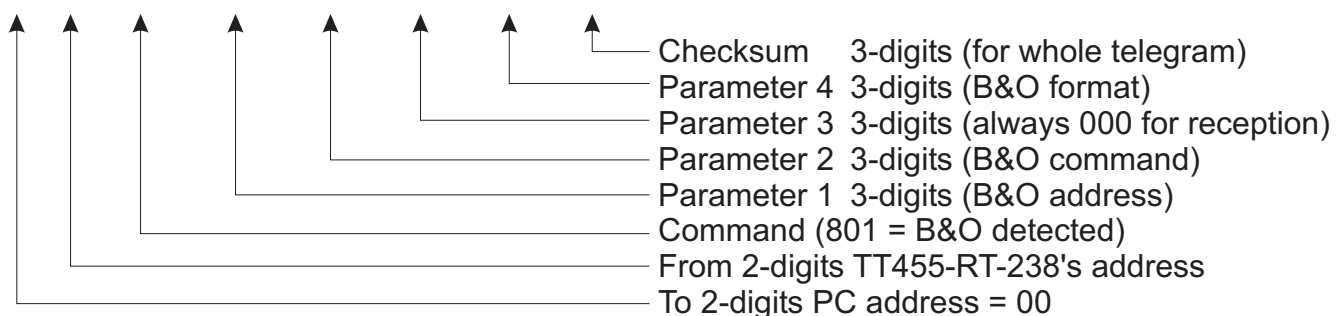 Checksum 3-digits (for whole telegram)
Parameter 4 3-digits (B&O format)
Parameter 3 3-digits (always 000 for reception)
Parameter 2 3-digits (B&O command)
Parameter 1 3-digits (B&O address)
Command (801 = B&O detected)
From 2-digits TT455-RT-238's address
To 2-digits PC address = 00